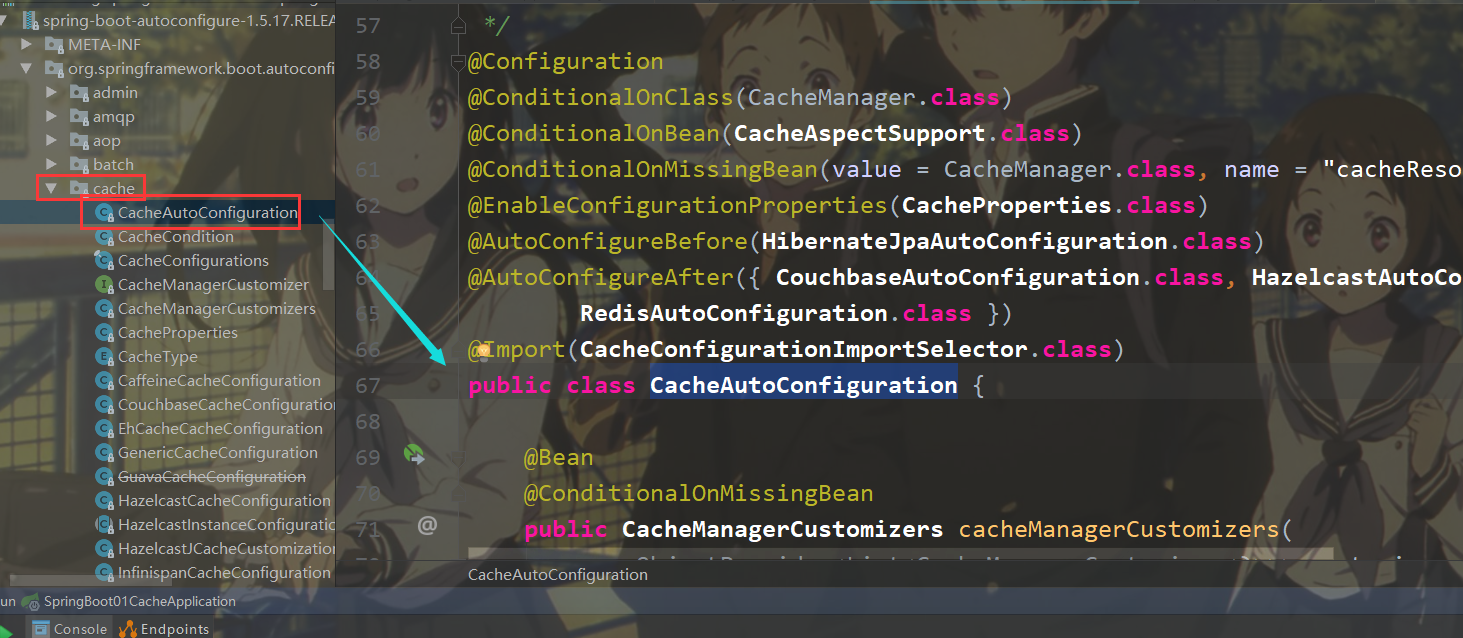 spring-boot-autoconfigure-1.5.17.RELEA
META-INF
org.springframework.boot.autoconfi
admin
amqp
aop
batch
cache
CacheAutoConfiguration
CacheCondition
CacheConfigurations
CacheManagerCustomizer
CacheManagerCustomizers
CacheProperties
CacheType
CaffeineCacheConfiguration
CouchbaseCacheConfiguration
EhCacheCacheConfiguration
GenericCacheConfiguration
GuavaCacheConfiguration
HazelcastCacheConfiguration
HazelcastInstanceConfiguratic
HazelcastJCacheCustomization
InfinispanCacheConfiguration
57 */
58 @Configuration
59 @ConditionalOnClass(CacheManager.class)
60 @ConditionalOnBean(CacheAspectSupport.class)
61 @ConditionalOnMissingBean(value = CacheManager.class, name = "cacheReso
62 @EnableConfigurationProperties(CacheProperties.class)
63 @AutoConfigureBefore(HibernateJpaAutoConfiguration.class)
64 @AutoConfigureAfter({ CouchbaseAutoConfiguration.class, HazelcastAutoCo
65 RedisAutoConfiguration.class })
66 @Import(CacheConfigurationImportSelector.class)
67 public class CacheAutoConfiguration {
68
69 @Bean
70 @ConditionalOnMissingBean
71 @ public CacheManagerCustomizers cacheManagerCustomizers(
CacheAutoConfiguration
un SpringBoot01CacheApplication
Console Endpoints